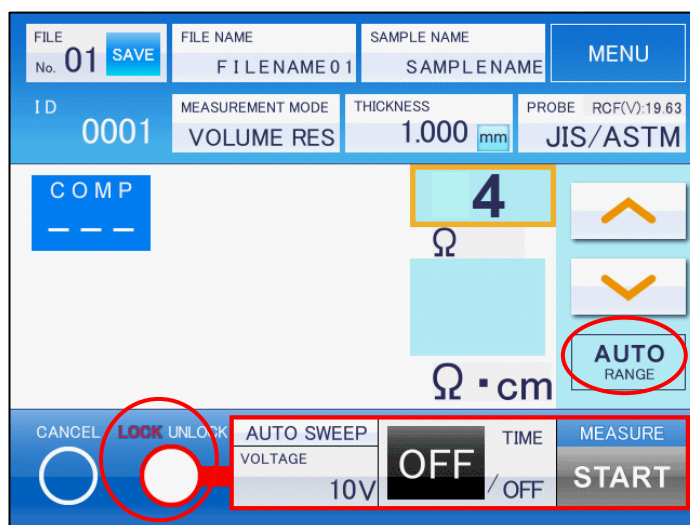 FILE No. 01 SAVE
FILE NAME
FILENAME01
SAMPLE NAME
SAMPLENAME
MENU
ID
0001
MEASUREMENT MODE
VOLUME RES
THICKNESS
1.000 mm
PROBE RCF(V):19.63
JIS/ASTM
COMP
---
4
Ω
Ω・cm
AUTO
RANGE
CANCEL
LOCK UNLOCK
AUTO SWEEP
VOLTAGE
10V
OFF
TIME
/OFF
MEASURE
START